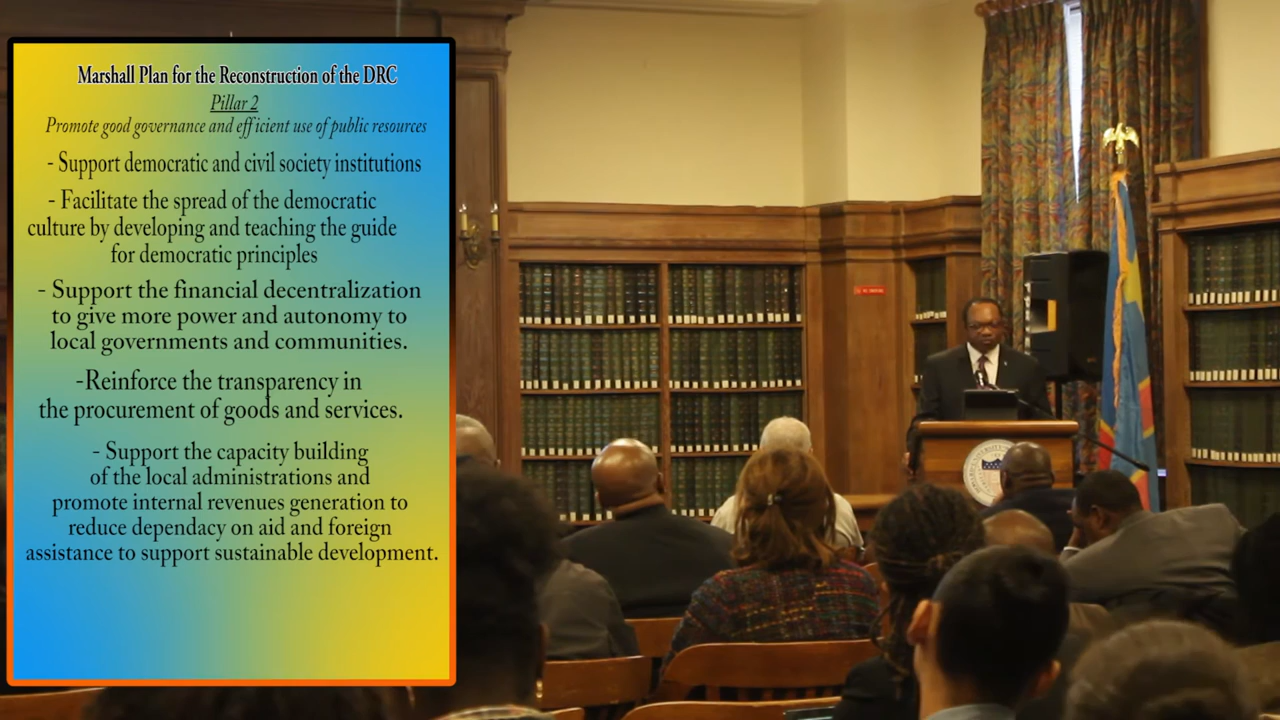 Marshall Plan for the Reconstruction of the DRC
Pillar 2
Promote good governance and efficient use of public resources
- Support democratic and civil society institutions
- Facilitate the spread of the democratic
culture by developing and teaching the guide
for democratic principles
- Support the financial decentralization
to give more power and autonomy to
local governments and communities.
-Reinforce the transparency in
the procurement of goods and services.
- Support the capacity building
of the local administrations and
promote internal revenues generation to
reduce dependacy on aid and foreign
assistance to support sustainable development.